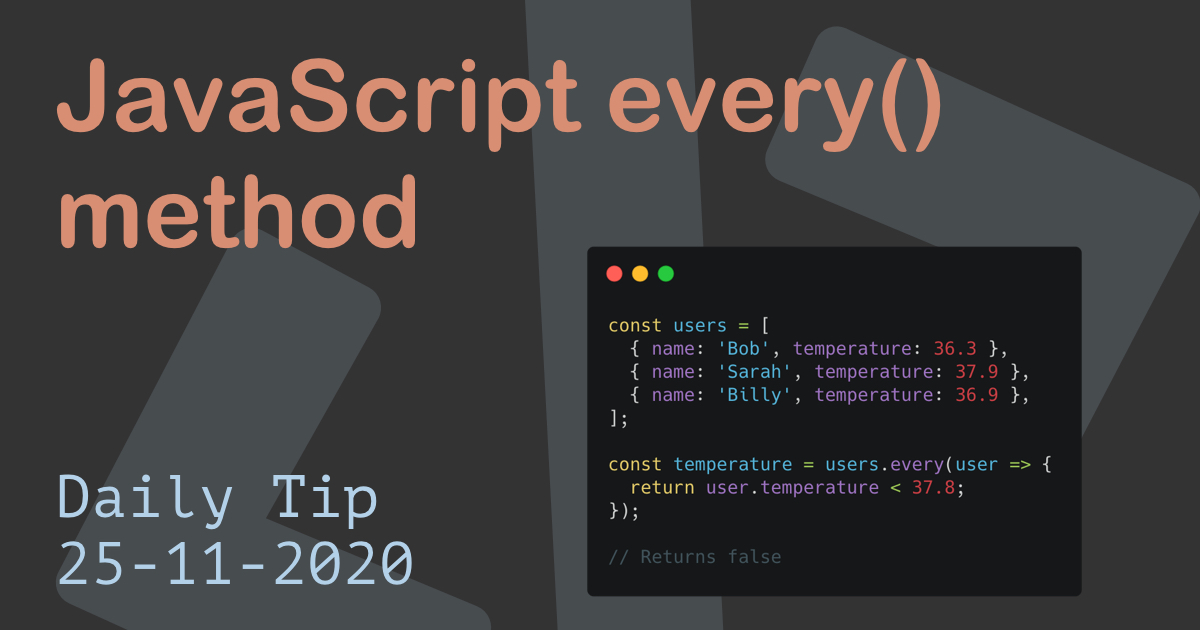 JavaScript every()
method
const users = [
  { name: 'Bob', temperature: 36.3 },
  { name: 'Sarah', temperature: 37.9 },
  { name: 'Billy', temperature: 36.9 },
];
const temperature = users.every(user => {
  return user.temperature < 37.8;
});
// Returns false
Daily Tip
25-11-2020